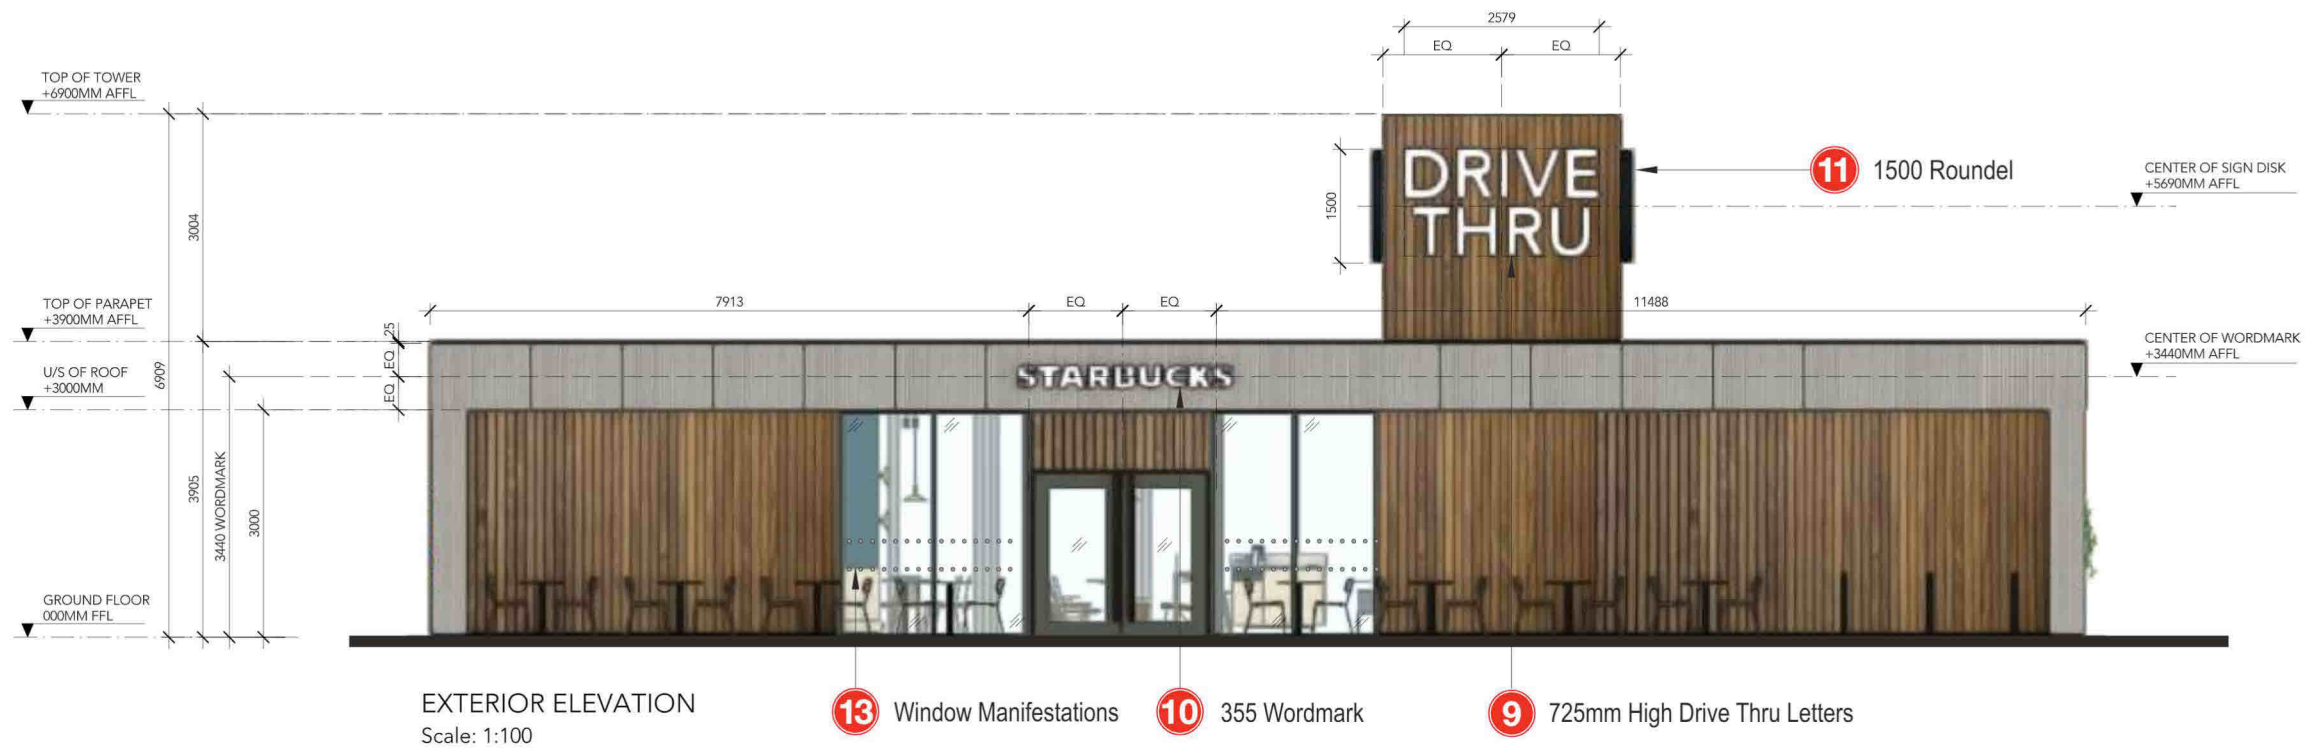 2579
EQ
EQ
TOP OF TOWER
+6900MM AFFL
DRIVE
THRU
11
1500 Roundel
CENTER OF SIGN DISK
+5690MM AFFL
1500
3004
TOP OF PARAPET
+3900MM AFFL
7913
EQ
EQ
11488
25
EQ
EQ
CENTER OF WORDMARK
+3440MM AFFL
U/S OF ROOF
+3000MM
6909
STARBUCKS
3905
3440 WORDMARK
3000
GROUND FLOOR
000MM FFL
EXTERIOR ELEVATION
Scale: 1:100
13
Window Manifestations
10
355 Wordmark
9
725mm High Drive Thru Letters